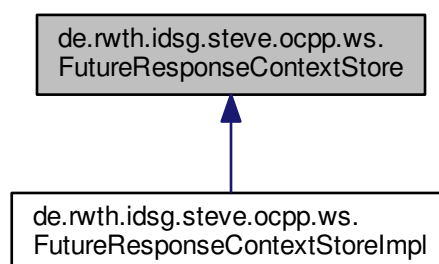 de.rwth.idsg.steve.ocpp.ws.
FutureResponseContextStore
de.rwth.idsg.steve.ocpp.ws.
FutureResponseContextStoreImpl